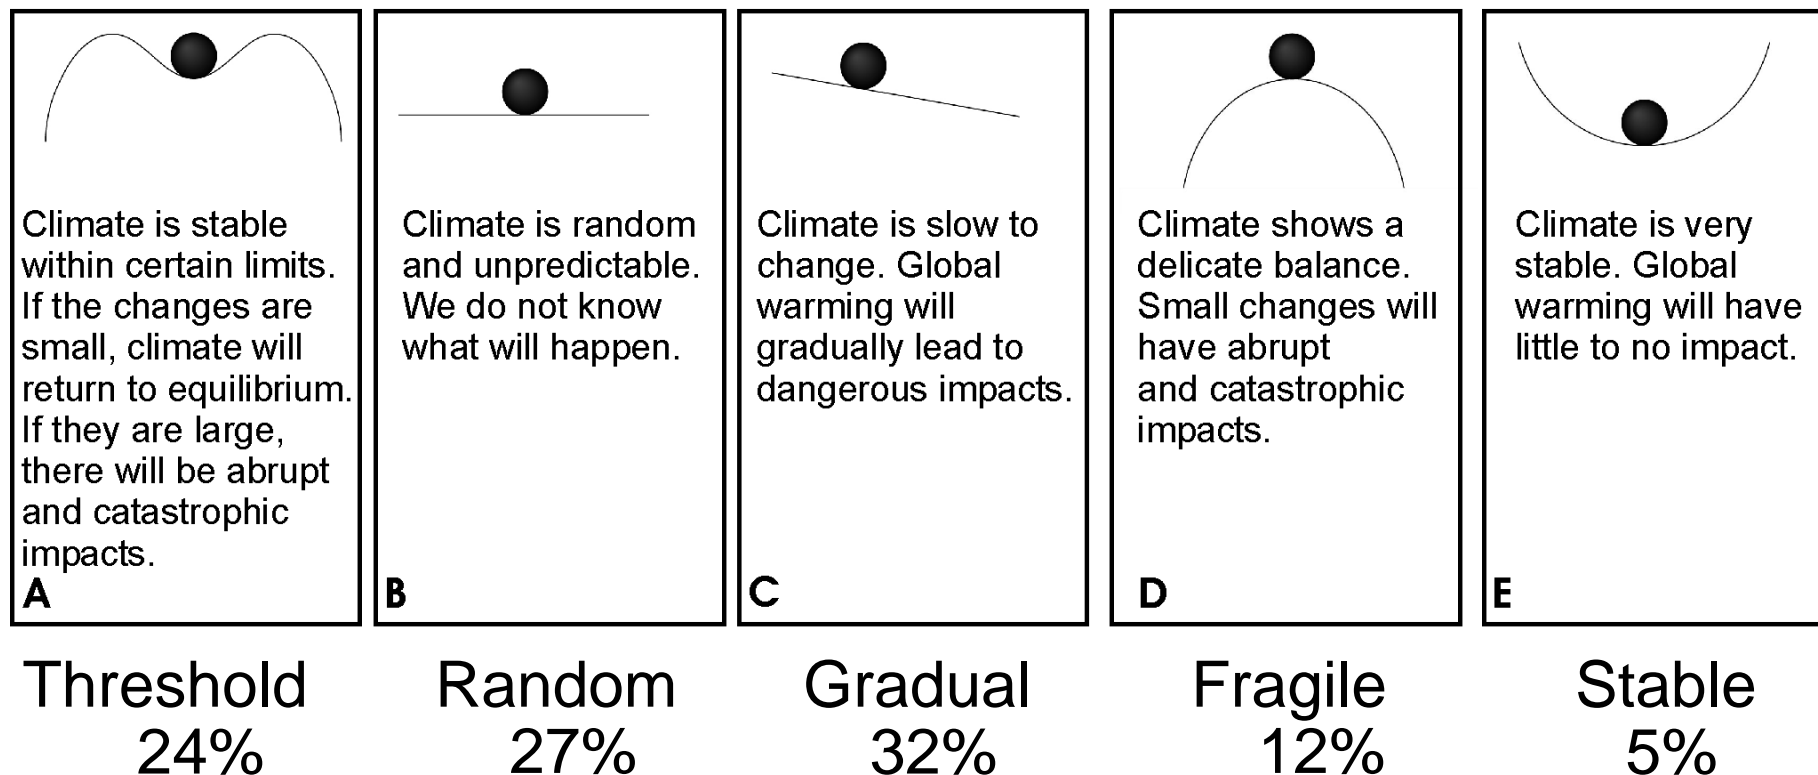 Climate is stable
within certain limits.
If the changes are
small, climate will
return to equilibrium.
If they are large,
there will be abrupt
and catastrophic
impacts.
A
Threshold
24%
Climate is random
and unpredictable.
We do not know
what will happen.
B
Random
27%
Climate is slow to
change. Global
warming will
gradually lead to
dangerous impacts.
C
Gradual
32%
Climate shows a
delicate balance.
Small changes will
have abrupt
and catastrophic
impacts.
D
Fragile
12%
Climate is very
stable. Global
warming will have
little to no impact.
E
Stable
5%